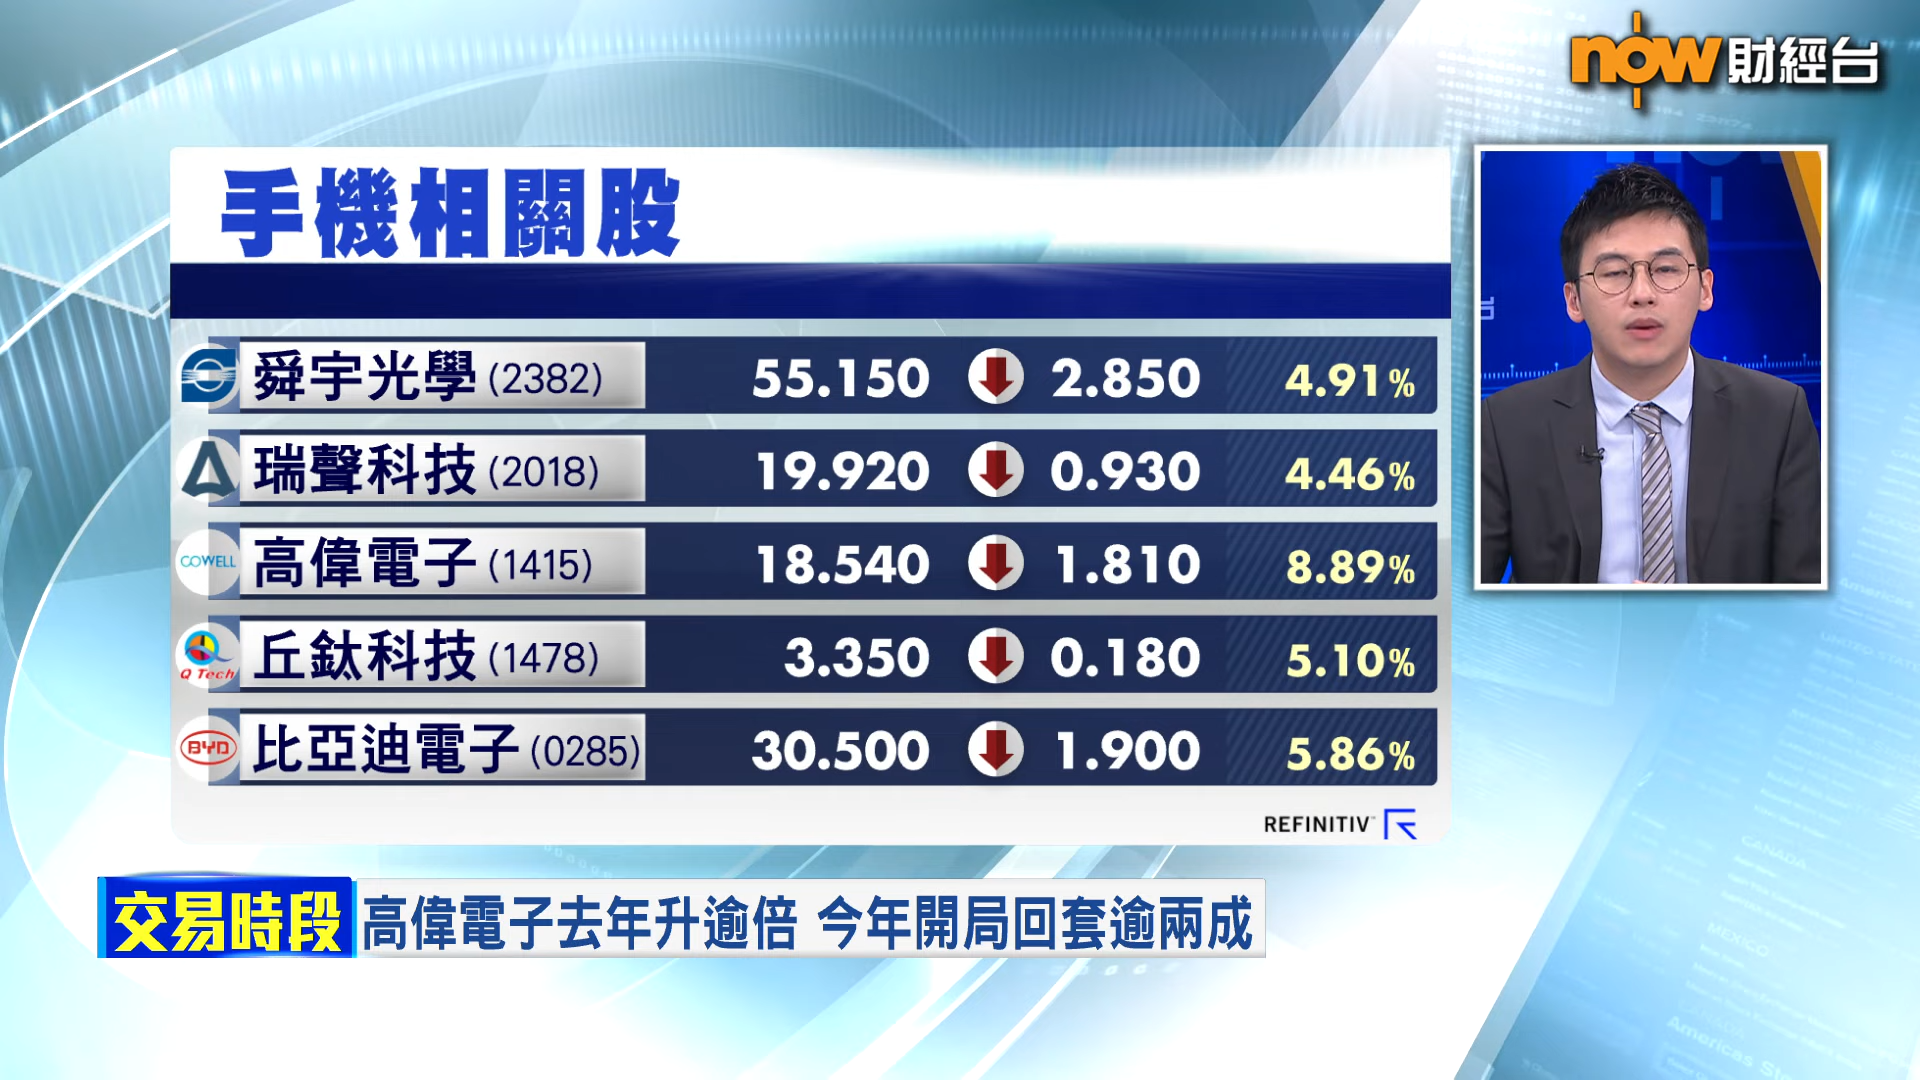 now 財經台
手機相關股
舜宇光學 (2382) 55.150 2.850 4.91%
瑞聲科技 (2018) 19.920 0.930 4.46%
COWELL 高偉電子 (1415) 18.540 1.810 8.89%
Q Tech 丘鈦科技 (1478) 3.350 0.180 5.10%
BYD 比亞迪電子 (0285) 30.500 1.900 5.86%
REFINITIV
交易時段 高偉電子去年升逾倍 今年開局回套逾兩成